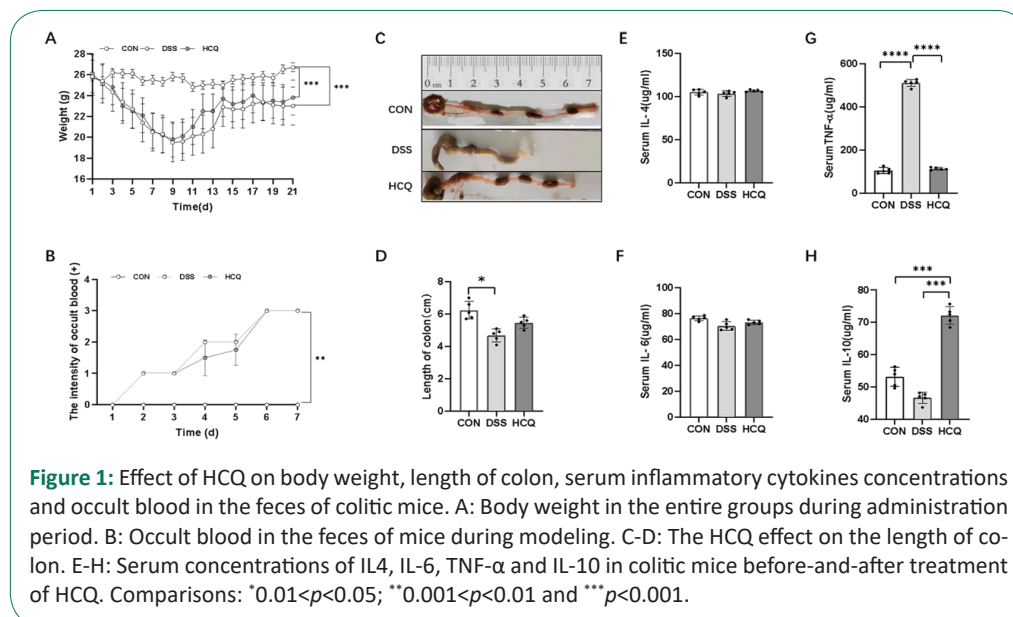 A
CON DSS HCQ
Weight (g)
28
26
24
22
20
18
16
1 3 5 7 9 11 13 15 17 19 21
Time(d)
***
***
B
CON DSS HCQ
The intensity of occult blood (+)
4
3
2
1
0
1 2 3 4 5 6 7
Time (d)
**
C
0 cm 1 2 3 4 5 6 7
CON
DSS
HCQ
D
*
Length of colon(cm)
8
6
4
2
0
CON DSS HCQ
E
Serum IL- 4(ug/ml)
150
100
50
0
CON DSS HCQ
F
Serum IL- 6(ug/ml)
100
80
60
40
20
0
CON DSS HCQ
G
**** ****
Serum TNF-α(ug/ml)
600
400
200
0
CON DSS HCQ
H
***
***
Serum IL-10(ug/ml)
80
70
60
50
40
CON DSS HCQ
Figure 1: Effect of HCQ on body weight, length of colon, serum inflammatory cytokines concentrations
and occult blood in the feces of colitic mice. A: Body weight in the entire groups during administration
period. B: Occult blood in the feces of mice during modeling. C-D: The HCQ effect on the length of co-
lon. E-H: Serum concentrations of IL4, IL-6, TNF-α and IL-10 in colitic mice before-and-after treatment
of HCQ. Comparisons: *0.01<p<0.05; **0.001<p<0.01 and ***p<0.001.